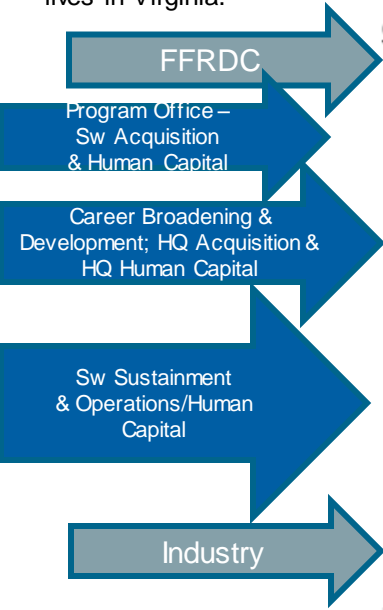 lives in Virginia.
FFRDC
Program Office –
Sw Acquisition
& Human Capital
Career Broadening &
Development; HQ Acquisition &
HQ Human Capital
Sw Sustainment
& Operations/Human
Capital
Industry